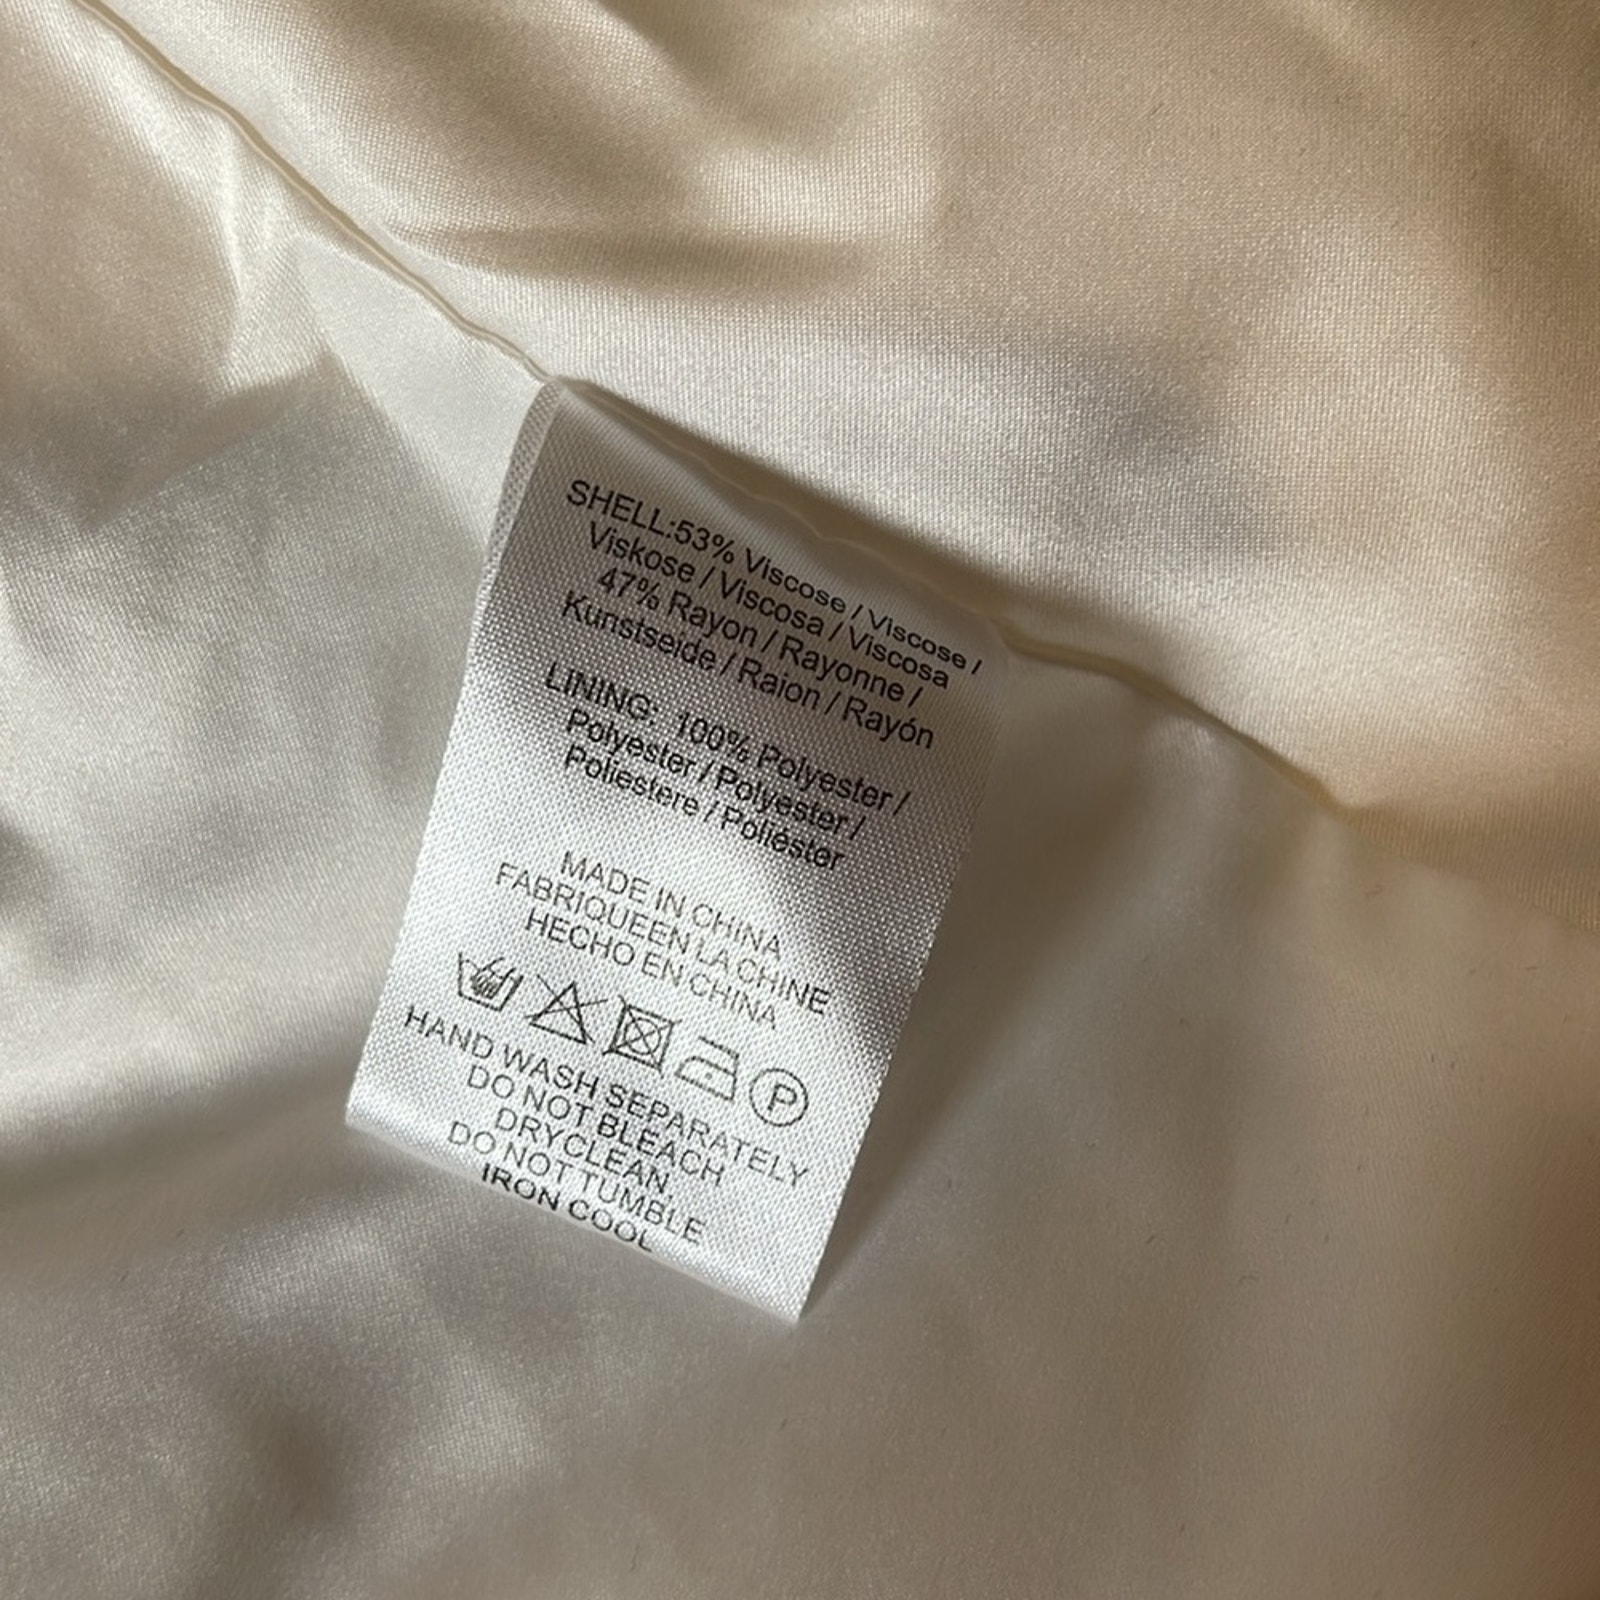 SHELL:53% Viscose / Viscose /
Viskose / Viscosa / Viscosa
47% Rayon / Rayonne /
Kunstseide / Raion / Rayón
LINING: 100% Polyester /
Polyester / Polyester /
Poliestere / Poliéster
MADE IN CHINA
FABRIQUEEN LA CHINE
HECHO EN CHINA
P
HAND WASH SEPARATELY
DO NOT BLEACH
DRYCLEAN
DO NOT TUMBLE
IRON COOL